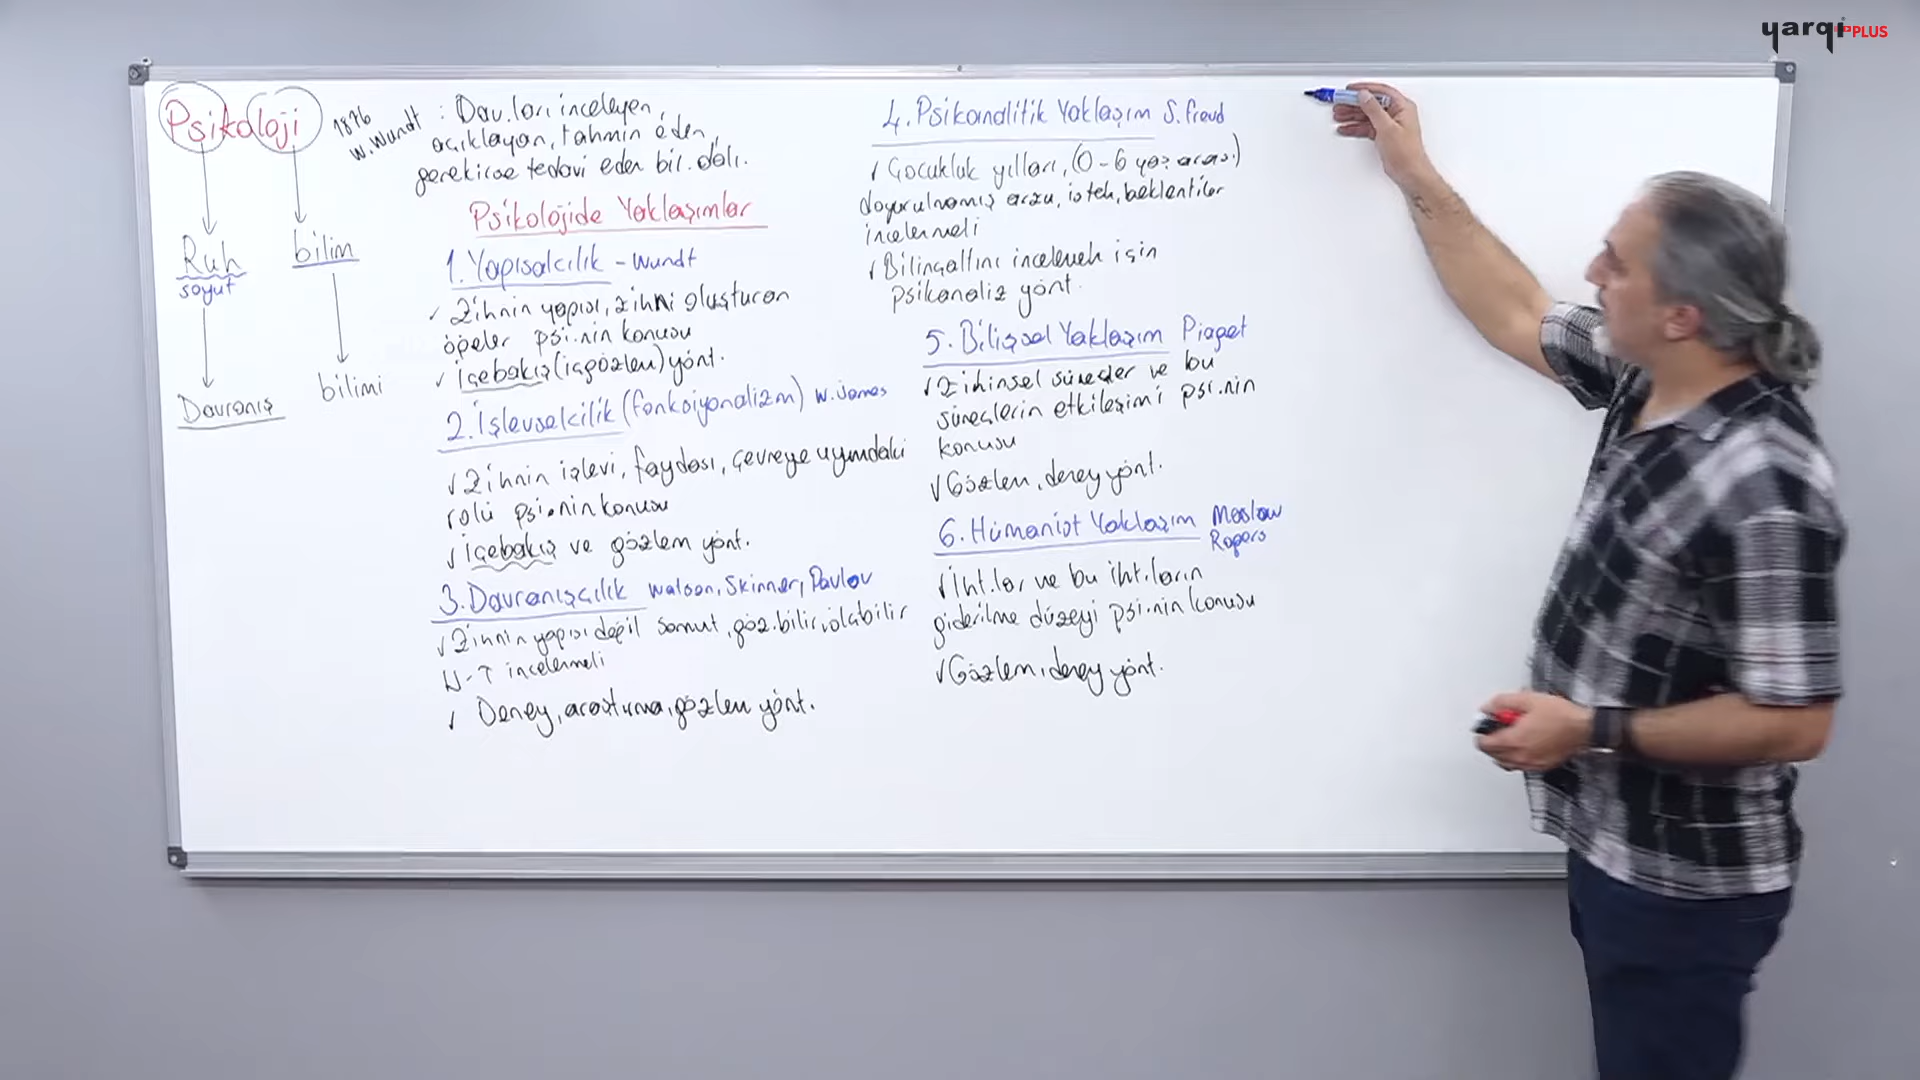 yargı PLUS
Psikoloji
1876
W. Wundt
: Dav.ları inceleyen,
açıklayan, tahmin eden,
gerekirse tedavi eden bil. dalı.
Ruh
soyut
bilim
Davranış
bilimi
Psikolojide Yaklaşımlar
1. Yapısalcılık - Wundt
✓ Zihnin yapısı, zihni oluşturan
öğeler psi.nin konusu
✓ İçebakış (içgözlem) yönt.
2. İşlevselcilik (fonksiyonalizm) W. James
✓ Zihnin işlevi, faydası, çevreye uyumdaki
rolü psi.nin konusu
✓ İçebakış ve gözlem yönt.
3. Davranışçılık Watson, Skinner, Pavlov
✓ Zihnin yapısı değil somut, göz.bilir, ölabilir
U-T incelenmeli
✓ Deney, araştırma, gözlem yönt.
4. Psikanalitik Yaklaşım S. Freud
✓ Çocukluk yılları, (0-6 yaş arası)
doyurulmamış arzu, istek, beklentiler
incelenmeli
✓ Bilinçaltını incelemek için
psikanaliz yönt.
5. Bilişsel Yaklaşım Piaget
✓ Zihinsel süreçler ve bu
süreçlerin etkileşimi psi.nin
konusu
✓ Gözlem, deney yönt.
6. Hümanist Yaklaşım Maslow
Rogers
✓ İht.lar ve bu iht.ların
giderilme düzeyi psi.nin konusu
✓ Gözlem, deney yönt.